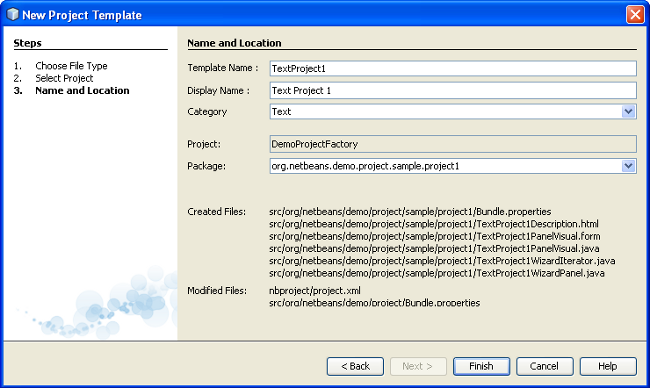 New Project Template
Steps
1. Choose File Type
2. Select Project
3. Name and Location
Name and Location
Template Name : TextProject1
Display Name : Text Project 1
Category Text
Project: DemoProjectFactory
Package: org.netbeans.demo.project.sample.project1
Created Files: src/org/netbeans/demo/project/sample/project1/Bundle.properties
src/org/netbeans/demo/project/sample/project1/TextProject1Description.html
src/org/netbeans/demo/project/sample/project1/TextProject1PanelVisual.form
src/org/netbeans/demo/project/sample/project1/TextProject1PanelVisual.java
src/org/netbeans/demo/project/sample/project1/TextProject1WizardIterator.java
src/org/netbeans/demo/project/sample/project1/TextProject1WizardPanel.java
Modified Files: nbproject/project.xml
src/org/netbeans/demo/project/Bundle.properties
< Back Next > Finish Cancel Help